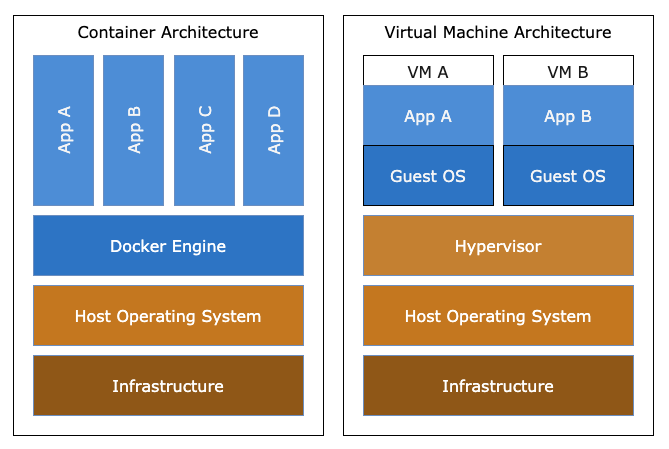 Container Architecture
App A
App B
App C
App D
Docker Engine
Host Operating System
Infrastructure
Virtual Machine Architecture
VM A
VM B
App A
App B
Guest OS
Guest OS
Hypervisor
Host Operating System
Infrastructure